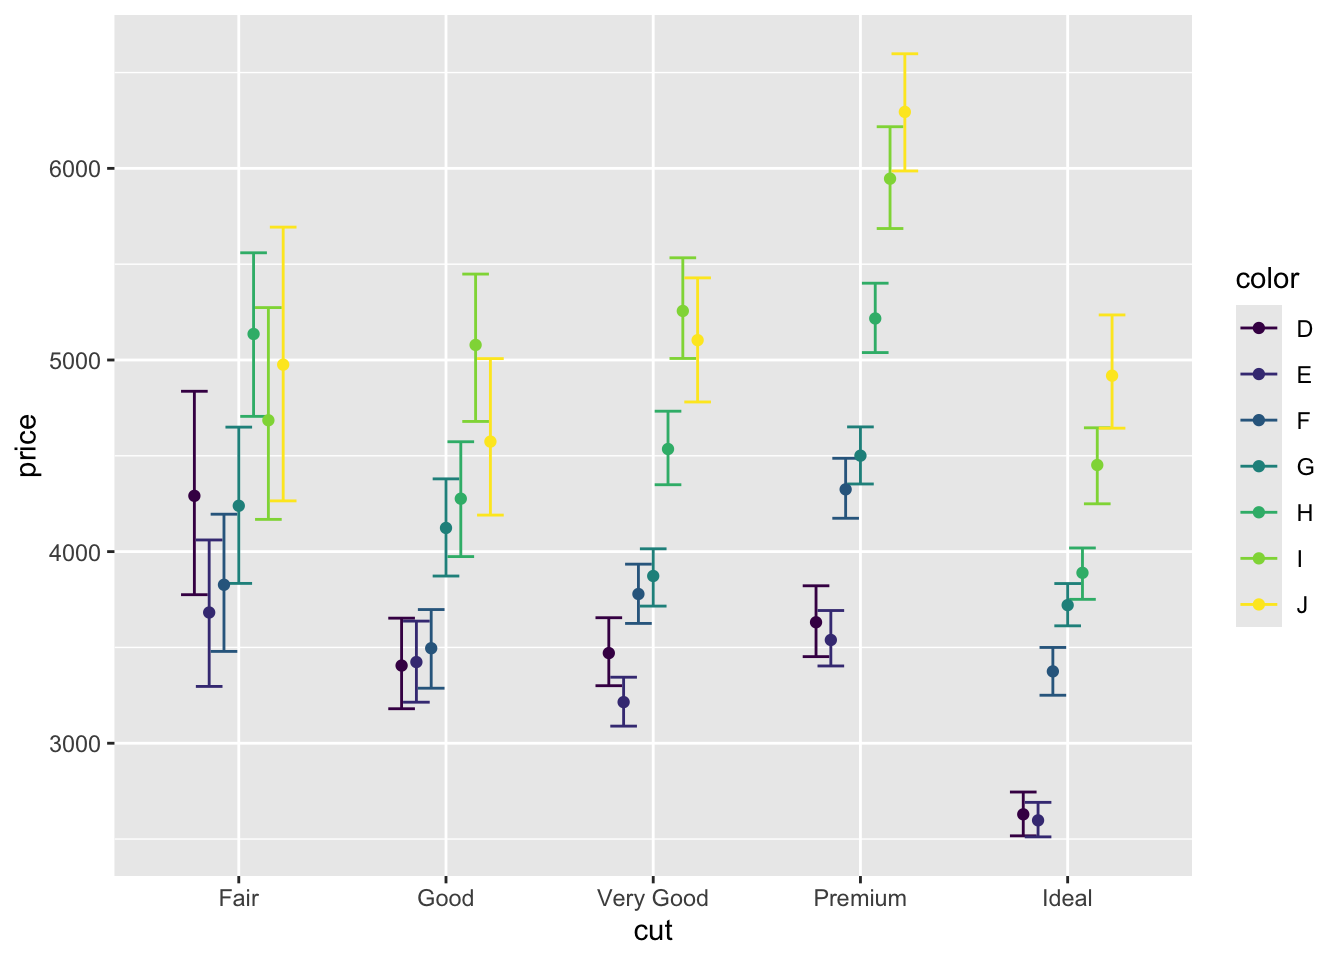 price
6000
5000
4000
3000
Fair
Good
Very Good
Premium
Ideal
cut
color
D
E
F
G
H
I
J